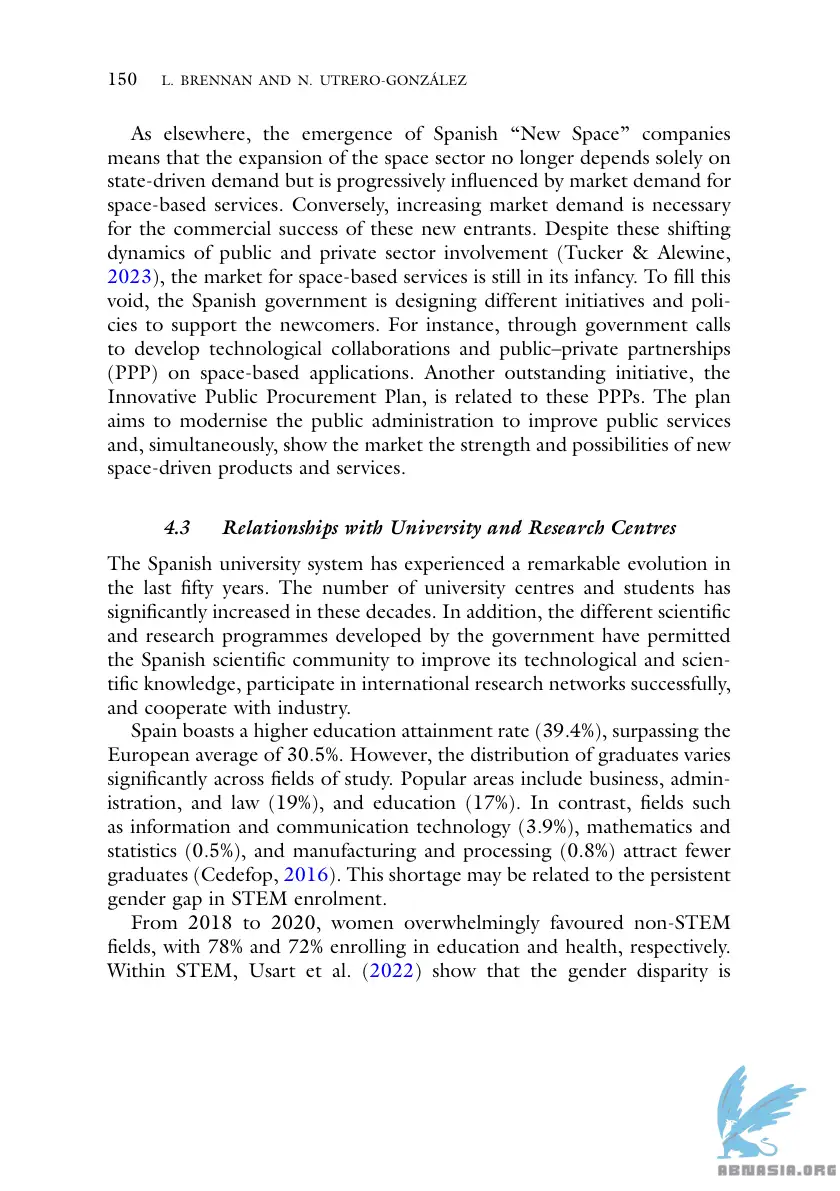 150 L. BRENNAN AND N. UTRERO-GONZÁLEZ
As elsewhere, the emergence of Spanish “New Space” companies
means that the expansion of the space sector no longer depends solely on
state-driven demand but is progressively influenced by market demand for
space-based services. Conversely, increasing market demand is necessary
for the commercial success of these new entrants. Despite these shifting
dynamics of public and private sector involvement (Tucker & Alewine,
2023), the market for space-based services is still in its infancy. To fill this
void, the Spanish government is designing different initiatives and poli-
cies to support the newcomers. For instance, through government calls
to develop technological collaborations and public–private partnerships
(PPP) on space-based applications. Another outstanding initiative, the
Innovative Public Procurement Plan, is related to these PPPs. The plan
aims to modernise the public administration to improve public services
and, simultaneously, show the market the strength and possibilities of new
space-driven products and services.
4.3 Relationships with University and Research Centres
The Spanish university system has experienced a remarkable evolution in
the last fifty years. The number of university centres and students has
significantly increased in these decades. In addition, the different scientific
and research programmes developed by the government have permitted
the Spanish scientific community to improve its technological and scien-
tific knowledge, participate in international research networks successfully,
and cooperate with industry.
Spain boasts a higher education attainment rate (39.4%), surpassing the
European average of 30.5%. However, the distribution of graduates varies
significantly across fields of study. Popular areas include business, admin-
istration, and law (19%), and education (17%). In contrast, fields such
as information and communication technology (3.9%), mathematics and
statistics (0.5%), and manufacturing and processing (0.8%) attract fewer
graduates (Cedefop, 2016). This shortage may be related to the persistent
gender gap in STEM enrolment.
From 2018 to 2020, women overwhelmingly favoured non-STEM
fields, with 78% and 72% enrolling in education and health, respectively.
Within STEM, Usart et al. (2022) show that the gender disparity is
ABNASIA.ORG